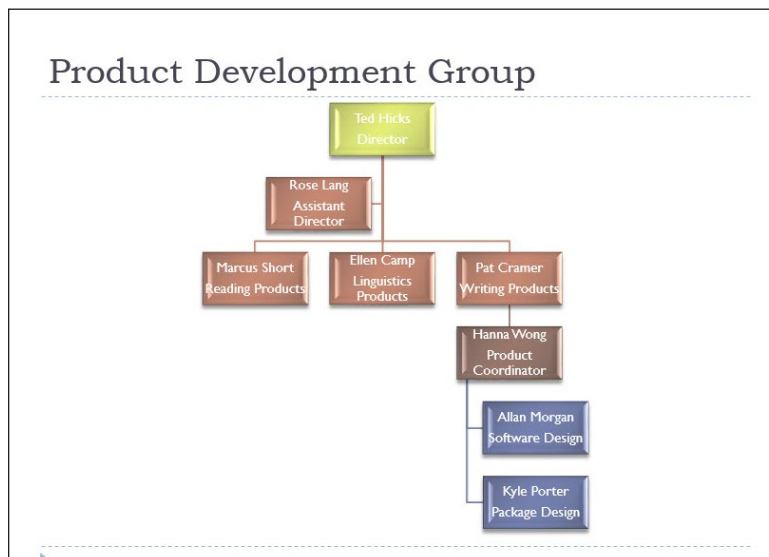 Product Development Group
Ted Hicks
Director
Rose Lang
Assistant
Director
Marcus Short
Reading Products
Ellen Camp
Linguistics
Products
Pat Cramer
Writing Products
Hanna Wong
Product
Coordinator
Allan Morgan
Software Design
Kyle Porter
Package Design